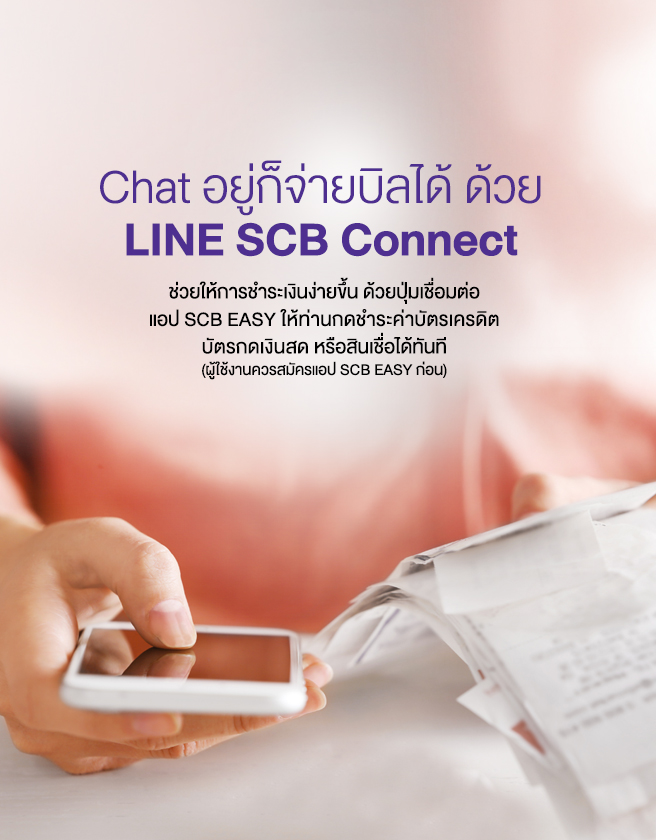 Chat อยู่ก็จ่ายบิลได้ ด้วย
LINE SCB Connect
ช่วยให้การชำระเงินง่ายขึ้น ด้วยปุ่มเชื่อมต่อ
แอป SCB EASY ให้ท่านกดชำระค่าบัตรเครดิต
บัตรกดเงินสด หรือสินเชื่อได้ทันที
(ผู้ใช้งานควรสมัครแอป SCB EASY ก่อน)